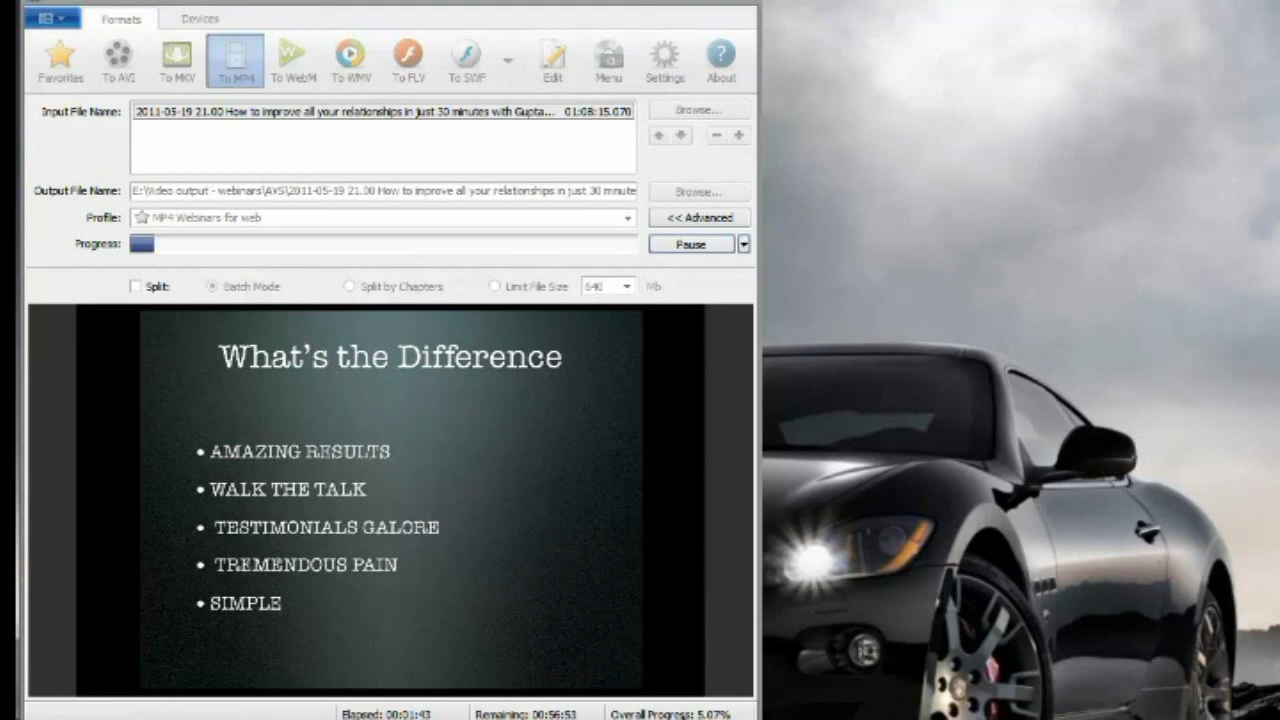 Formats Devices
Favorites To AVI To MKV To MP4 To WebM To WMV To FLV To SWF Edit Menu Settings About
Input File Name: 2011-05-19 21.00 How to improve all your relationships in just 30 minutes with Gupta... 01:08:15.070 Browse...
Output File Name: E:\Video output - webinars\AVS\2011-05-19 21.00 How to improve all your relationships in just 30 minute Browse...
Profile: MP4 Webinars for web << Advanced
Progress: Pause
Split: Batch Mode Split by Chapters Limit File Size 640 Mb
What's the Difference
• AMAZING RESULTS
• WALK THE TALK
• TESTIMONIALS GALORE
• TREMENDOUS PAIN
• SIMPLE
Elapsed: 00:01:43 Remaining: 00:56:53 Overall Progress: 5.07%